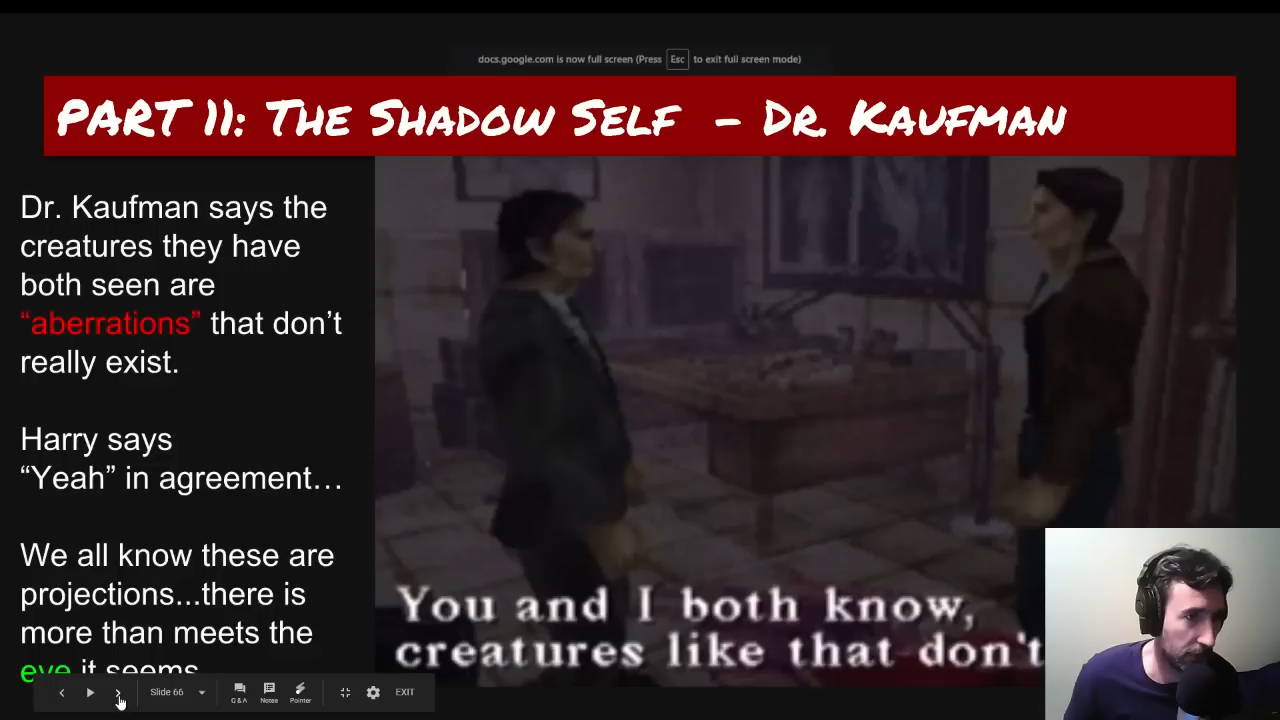 docs.google.com is now full screen (Press Esc to exit full screen mode)
PART II: THE SHADOW SELF - DR. KAUFMAN
Dr. Kaufman says the
creatures they have
both seen are
“aberrations” that don’t
really exist.
Harry says
“Yeah” in agreement…
We all know these are
projections...there is
more than meets the
eye it seems
You and I both know,
creatures like that don't
Slide 66
Q & A
Notes
Pointer
EXIT